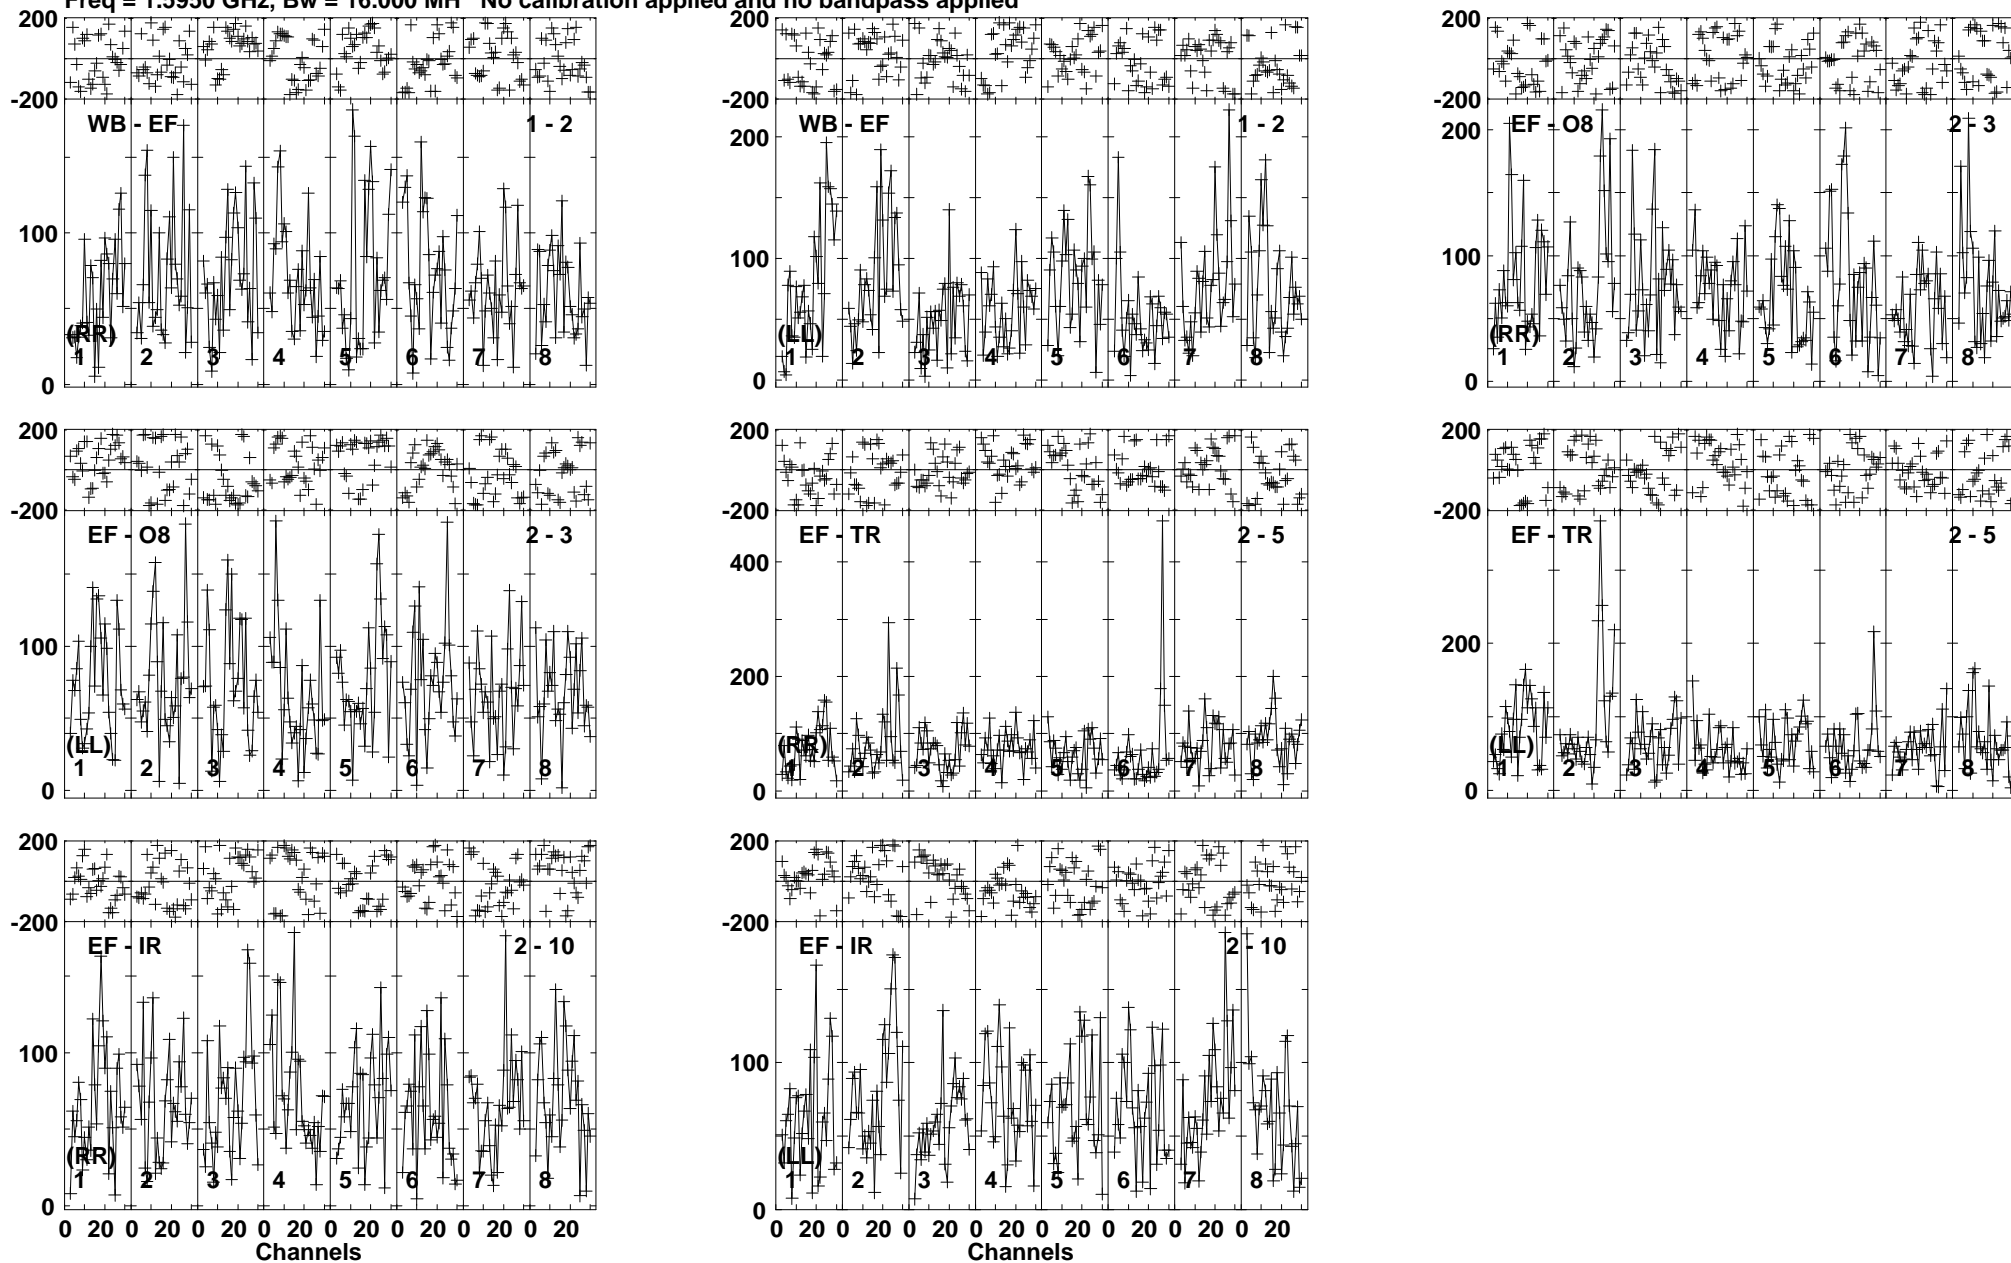 Freq = 1.5950 GHz, Bw = 16.000 MH No calibration applied and no bandpass applied
200 200 200
-200 -200 -200
WB - EF 1 - 2 WB - EF 1 - 2 EF - O8 2 - 3
200 200
100 100 100
(RR) (LL) (RR)
1 2 3 4 5 6 7 8 1 2 3 4 5 6 7 8 1 2 3 4 5 6 7 8
0 0 0
200 200 200
-200 -200 -200
EF - O8 2 - 3 EF - TR 2 - 5 EF - TR 2 - 5
400
100 200 200
(LL) (RR) (LL)
1 2 3 4 5 6 7 8 1 2 3 4 5 6 7 8 1 2 3 4 5 6 7 8
0 0 0
200 200
-200 -200
EF - IR 2 - 10 EF - IR 2 - 10
100 100
(RR) (LL)
1 2 3 4 5 6 7 8 1 2 3 4 5 6 7 8
0 0
0 20 0 20 0 20 0 20 0 20 0 20 0 20 0 20 0 20 0 20 0 20 0 20 0 20 0 20 0 20 0 20
Channels Channels